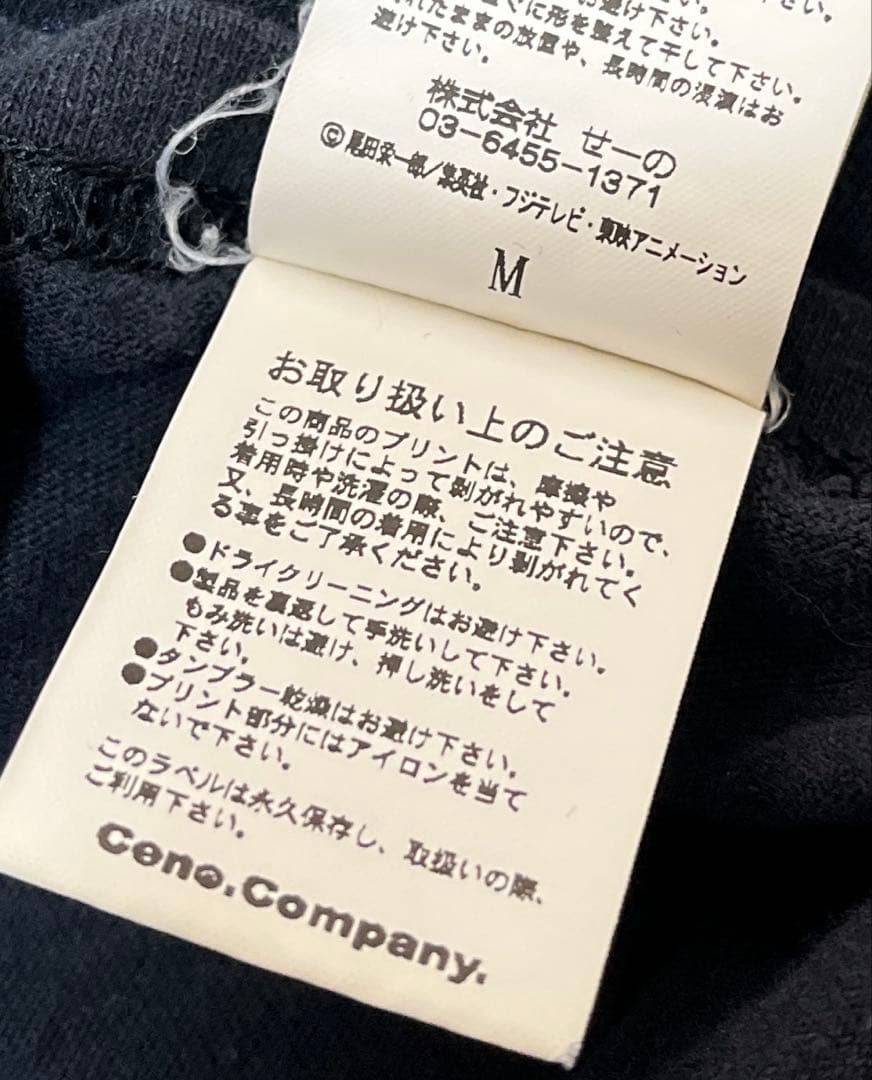 お避け下さい。
すぐに形を整えて干して下さい。
れたままの放置や、長時間の浸漬はお
避け下さい。
株式会社 せーの
03-6455-1371
©尾田栄一郎/集英社・フジテレビ・東映アニメーション
M
お取り扱い上のご注意
この商品のプリントは、摩擦や
引っ掛けによって剥がれやすいので、
着用時や洗濯の際、ご注意下さい。
又、長時間の着用により剥がれてく
る事をご了承ください。
●ドライクリーニングはお避け下さい。
●製品を裏返して手洗いして下さい。
もみ洗いは避け、押し洗いをして
下さい。
●タンブラー乾燥はお避け下さい。
●プリント部分にはアイロンを当て
ないで下さい。
このラベルは永久保存し、取扱いの際、
ご利用下さい。
Ceno.Company.